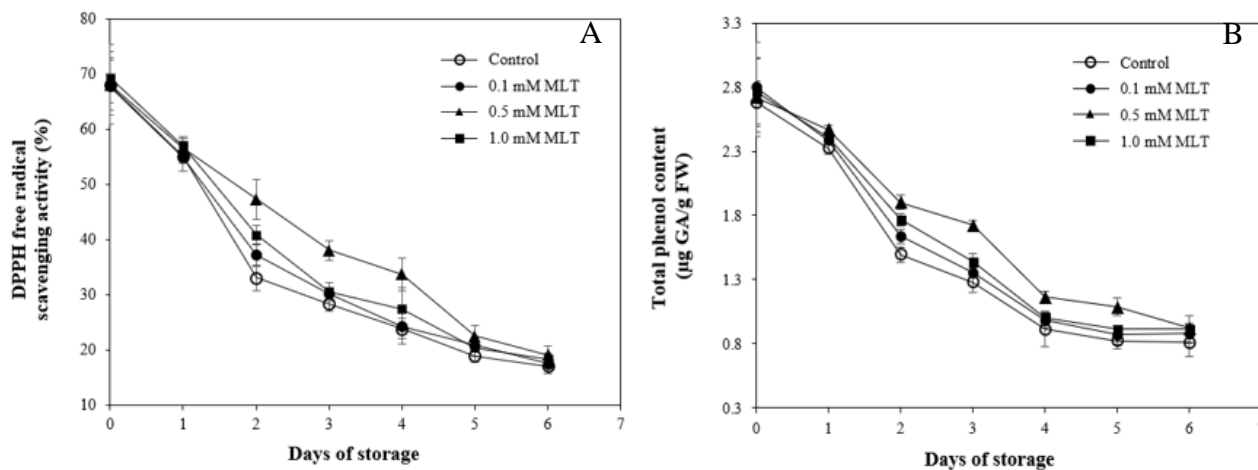 A
DPPH free radical
scavenging activity (%)
80
70
60
50
40
30
20
10
Control
0.1 mM MLT
0.5 mM MLT
1.0 mM MLT
0 1 2 3 4 5 6 7
Days of storage
B
Total phenol content
(µg GA/g FW)
3.3
2.8
2.3
1.8
1.3
0.8
0.3
Control
0.1 mM MLT
0.5 mM MLT
1.0 mM MLT
0 1 2 3 4 5 6
Days of storage